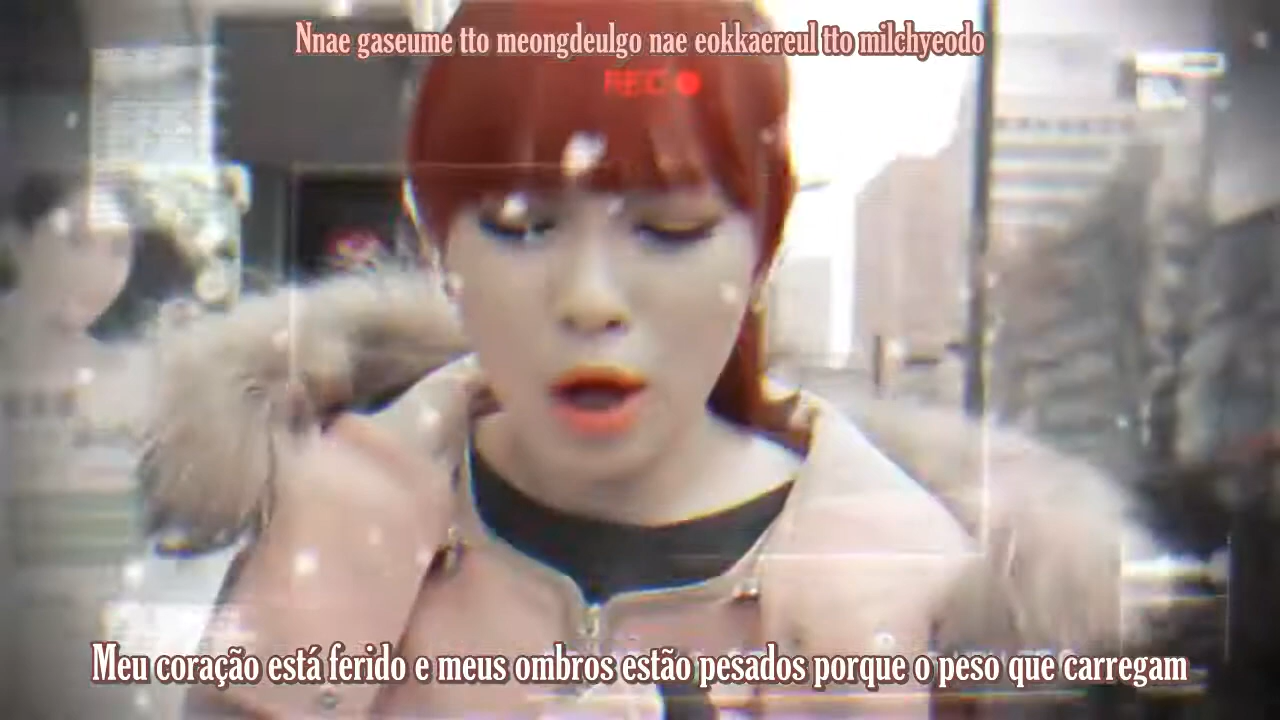 Nnae gaseume tto meongdeulgo nae eokkaereul tto milchyeodo
REC
Meu coração está ferido e meus ombros estão pesados porque o peso que carregam